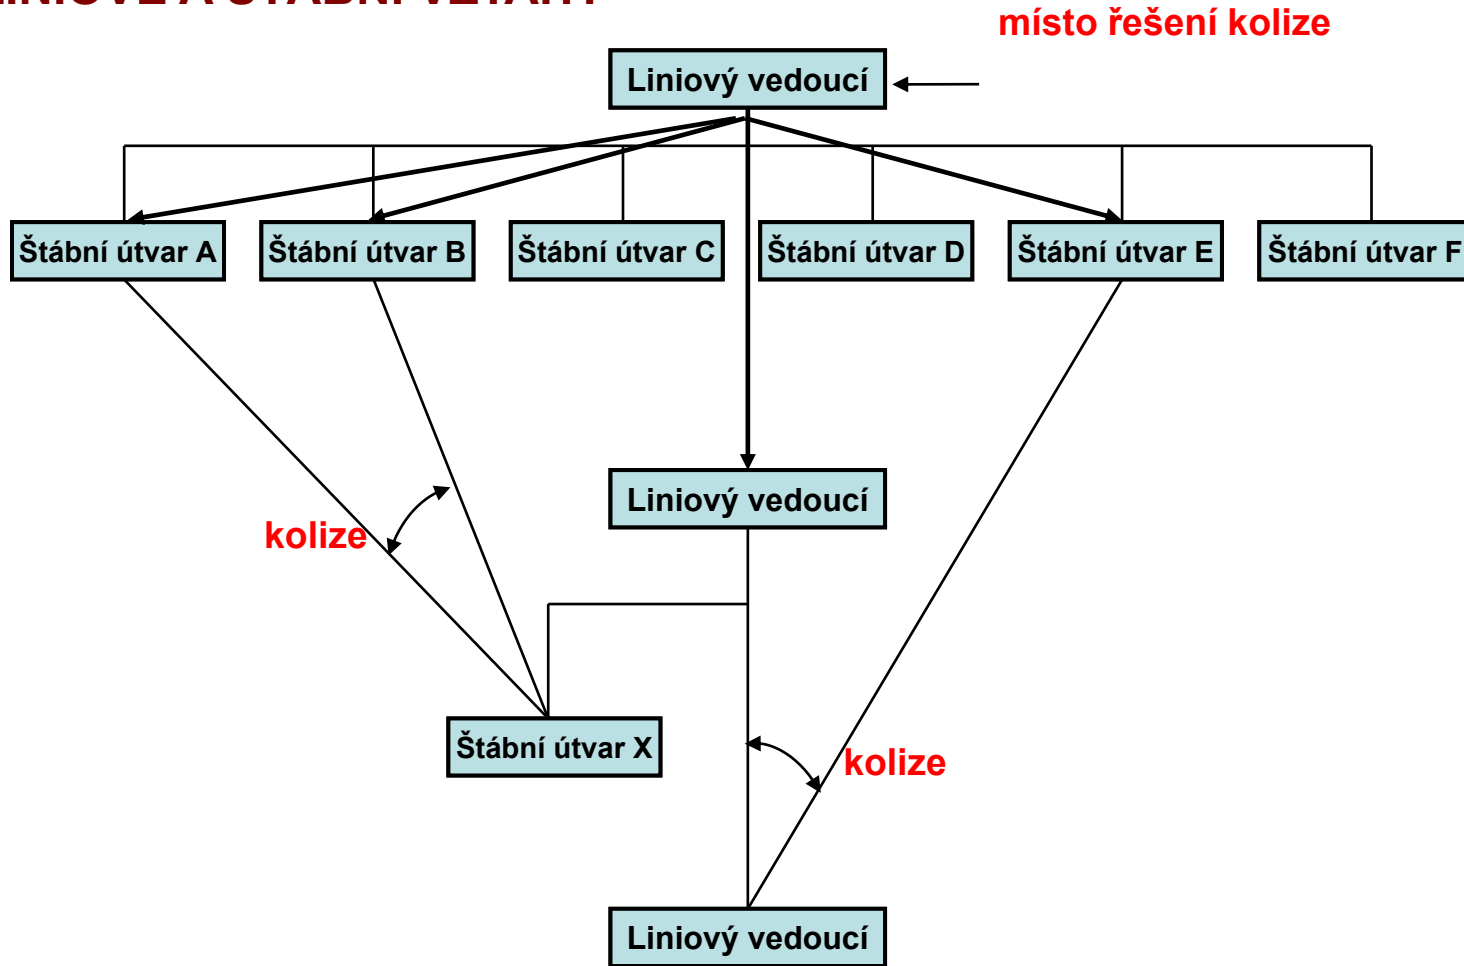 místo řešení kolize
Liniový vedoucí
Štábní útvar A
Štábní útvar B
Štábní útvar C
Štábní útvar D
Štábní útvar E
Štábní útvar F
Liniový vedoucí
kolize
Štábní útvar X
kolize
Liniový vedoucí